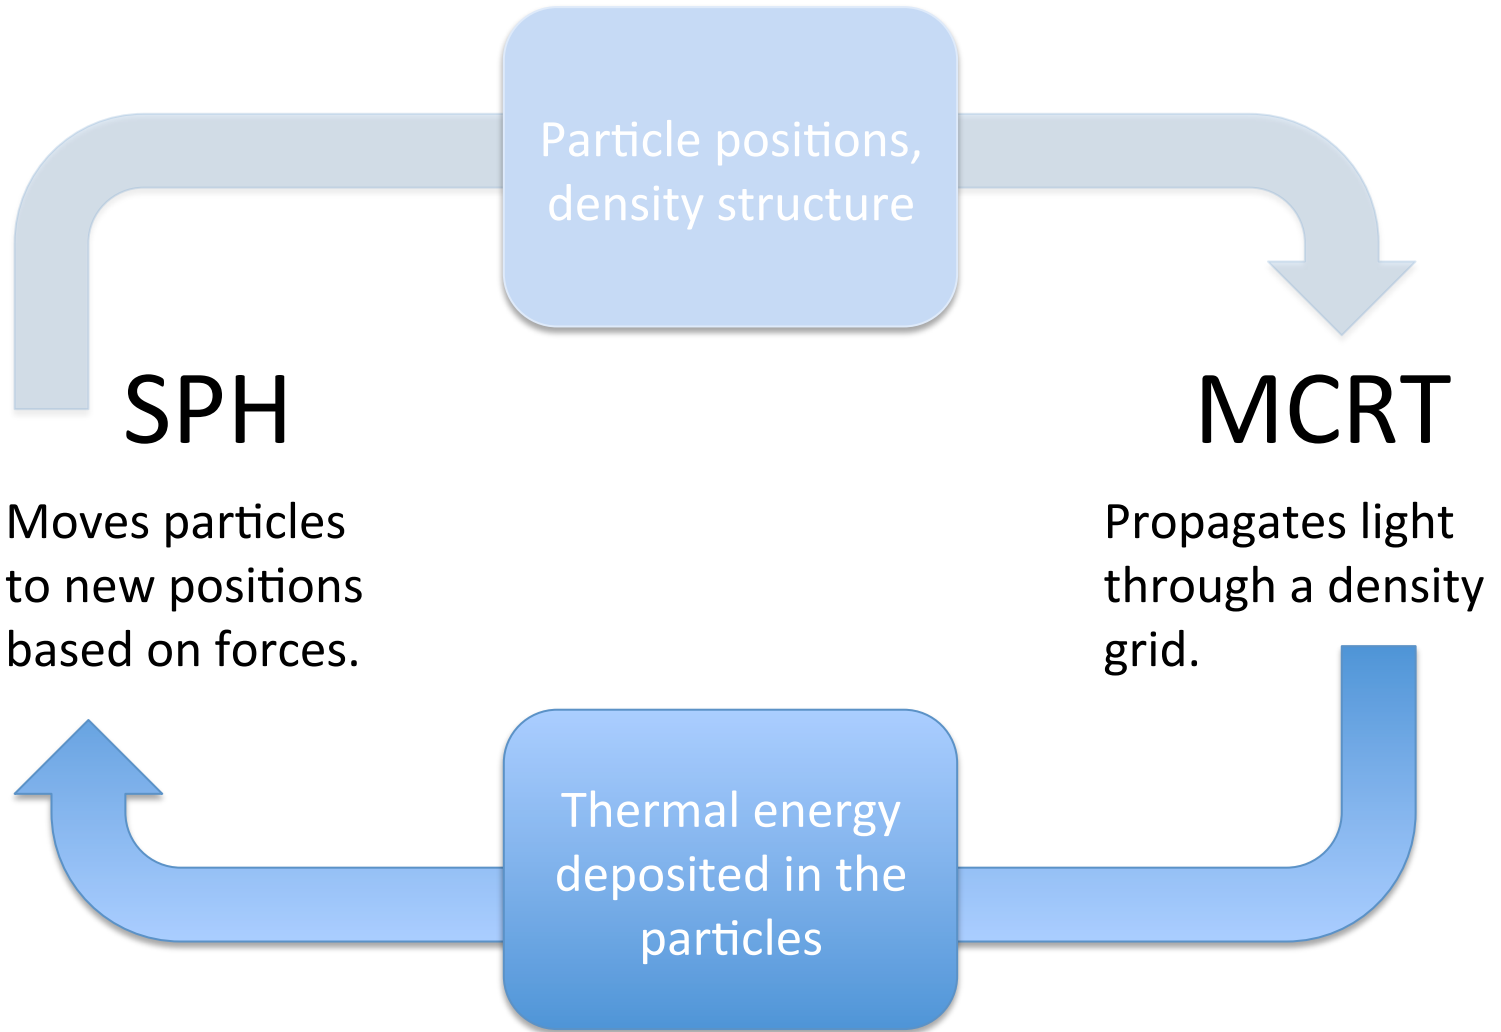 Particle positions,
density structure
SPH
Moves particles
to new positions
based on forces.
MCRT
Propagates light
through a density
grid.
Thermal energy
deposited in the
particles